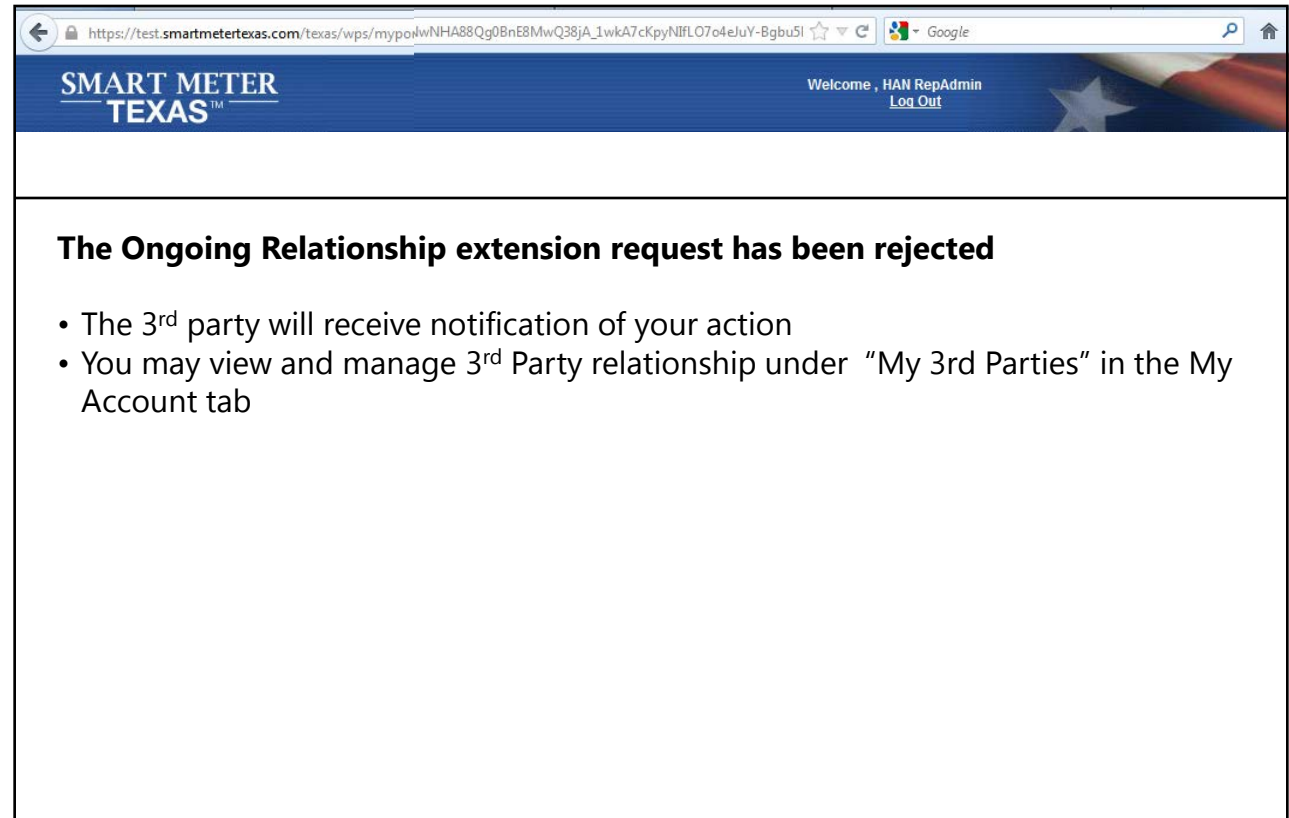 https://test.smartmetertexas.com/texas/wps/mypo
Google
SMART METER
TEXAS™
Welcome , HAN RepAdmin
Log Out
The Ongoing Relationship extension request has been rejected
• The 3rd party will receive notification of your action
• You may view and manage 3rd Party relationship under “My 3rd Parties” in the My
Account tab